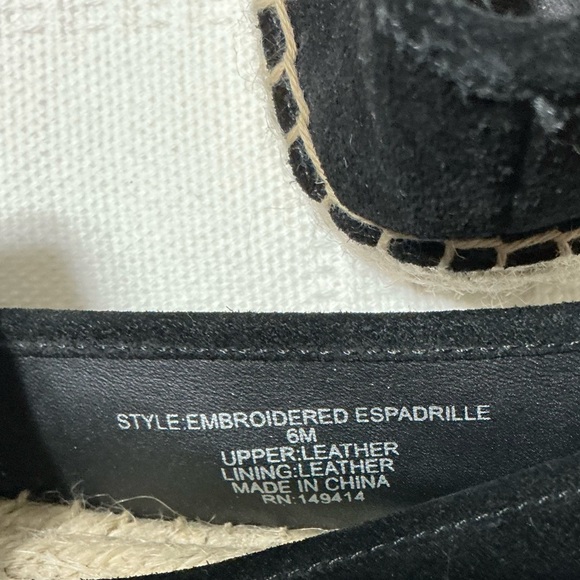 STYLE:EMBROIDERED ESPADRILLE
6M
UPPER:LEATHER
LINING:LEATHER
MADE IN CHINA
RN:149414